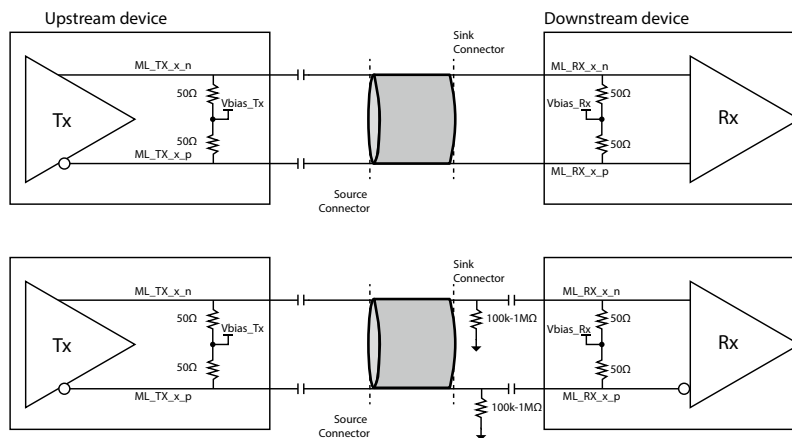 Upstream device
Downstream device
Sink
Connector
ML_TX_x_n
ML_RX_x_n
50Ω
Vbias_Tx
Tx
50Ω
ML_TX_x_p
Vbias_Rx
50Ω
Rx
50Ω
ML_RX_x_p
Source
Connector
Sink
Connector
ML_TX_x_n
ML_RX_x_n
50Ω
Vbias_Tx
Tx
50Ω
ML_TX_x_p
100k-1MΩ
100k-1MΩ
Vbias_Rx
50Ω
Rx
50Ω
ML_RX_x_p
Source
Connector